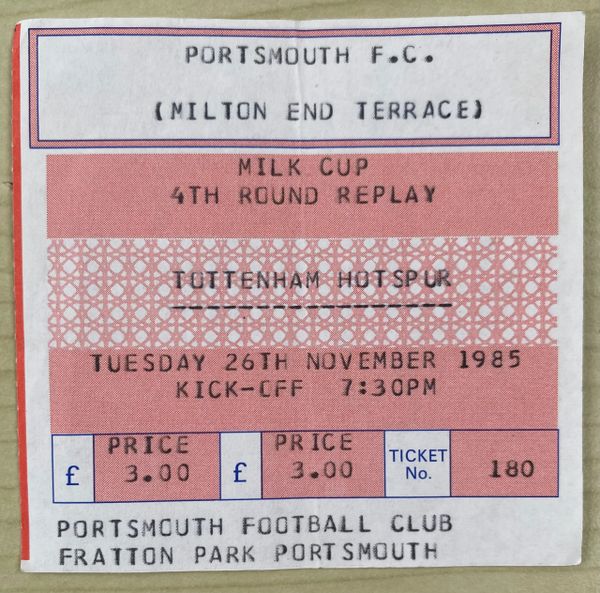 PORTSMOUTH F.C.
(MILTON END TERRACE)
MILK CUP
4TH ROUND REPLAY
TOTTENHAM HOTSPUR
-----------------
TUESDAY 26TH NOVEMBER 1985
KICK-OFF 7:30PM
£ PRICE 3.00 £ PRICE 3.00 TICKET No. 180
PORTSMOUTH FOOTBALL CLUB
FRATTON PARK PORTSMOUTH